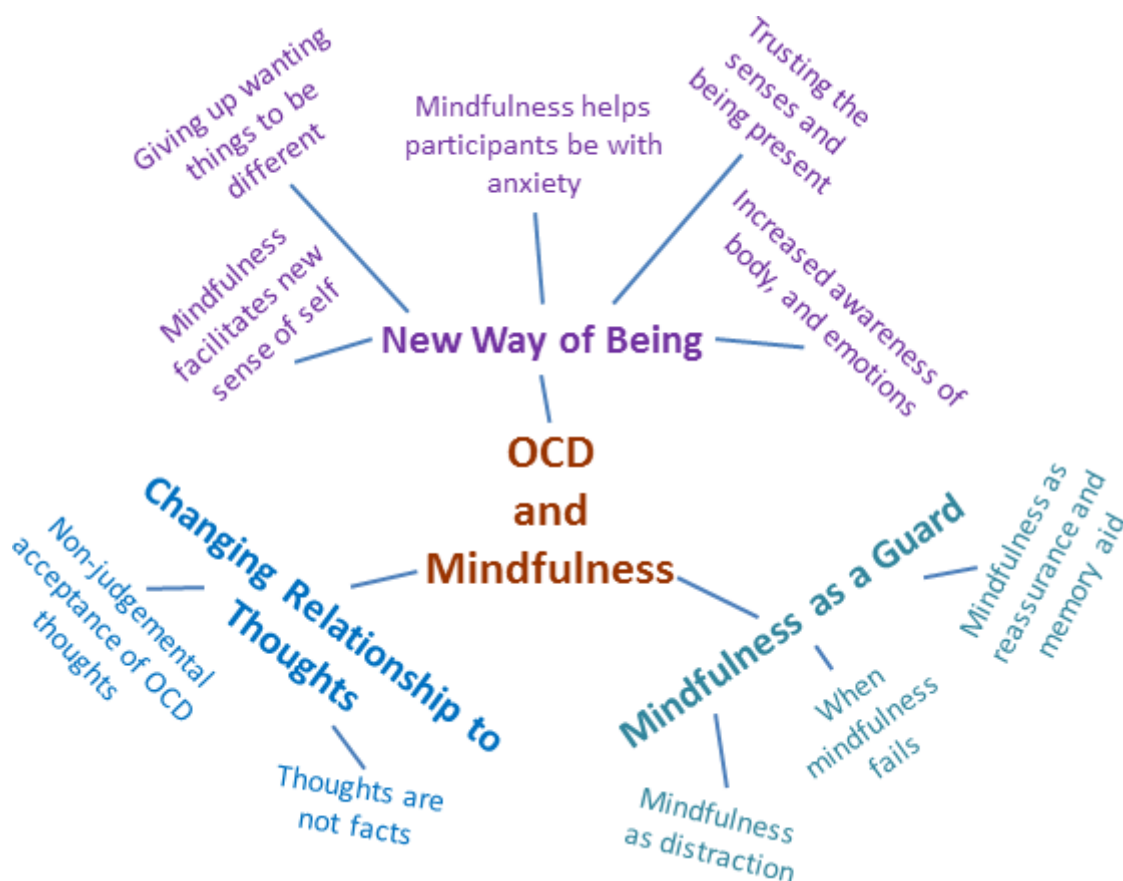 Giving up wanting
things to be
different
Mindfulness helps
participants be with
anxiety
Trusting the
senses and
being present
Mindfulness
facilitates new
sense of self
Increased awareness of
body, and emotions
New Way of Being
OCD
and
Mindfulness
Changing Relationship to
Thoughts
Non-judgemental
acceptance of OCD
thoughts
Thoughts are
not facts
Mindfulness as a Guard
Mindfulness as
reassurance and
memory aid
When
mindfulness
fails
Mindfulness
as distraction